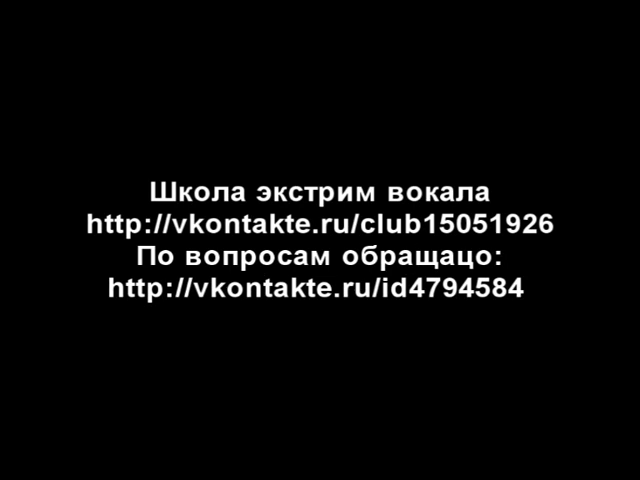 Школа экстрим вокала
http://vkontakte.ru/club15051926
По вопросам обращацо:
http://vkontakte.ru/id4794584